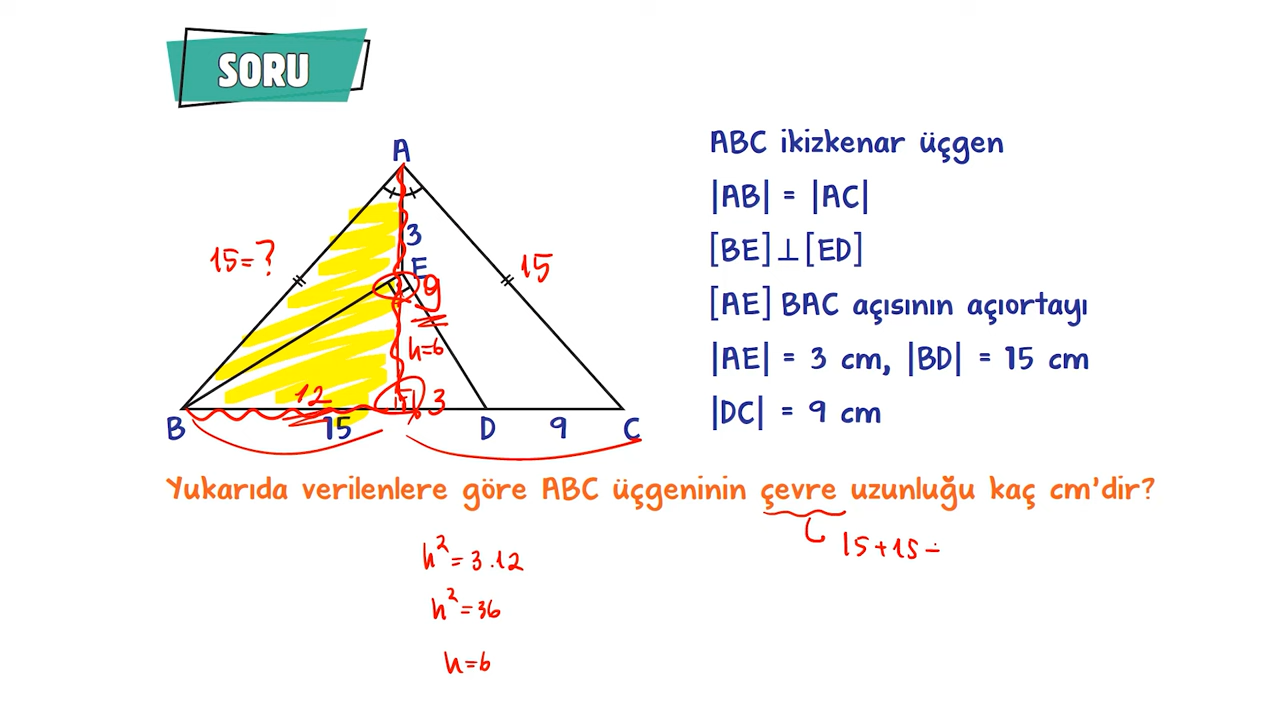 SORU
A
ABC ikizkenar üçgen
|AB| = |AC|
3
[BE]⊥[ED]
15=?
E
15
9
[AE] BAC açısının açıortayı
h=6
|AE| = 3 cm, |BD| = 15 cm
12
3
|DC| = 9 cm
B
15
D
9
C
Yukarıda verilenlere göre ABC üçgeninin çevre uzunluğu kaç cm'dir?
h²=3.12
15+15-
h²=36
h=6